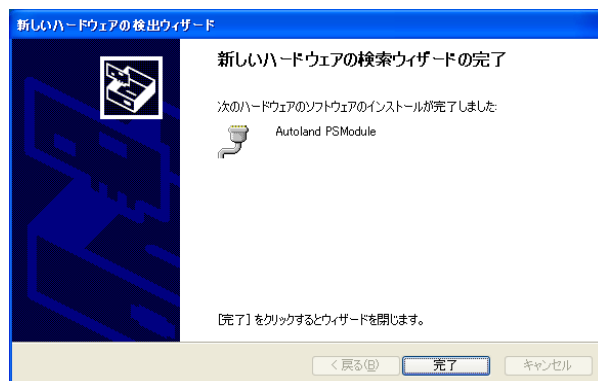 新しいハードウェアの検出ウィザード
新しいハードウェアの検索ウィザードの完了
次のハードウェアのソフトウェアのインストールが完了しました:
Autoland PSModule
[完了] をクリックするとウィザードを閉じます。
< 戻る(B)
完了
キャンセル